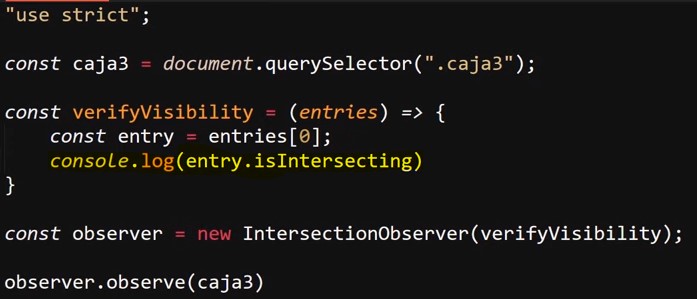 "use strict";
const caja3 = document.querySelector(".caja3");
const verifyVisibility = (entries) => {
    const entry = entries[0];
    console.log(entry.isIntersecting)
}
const observer = new IntersectionObserver(verifyVisibility);
observer.observe(caja3)